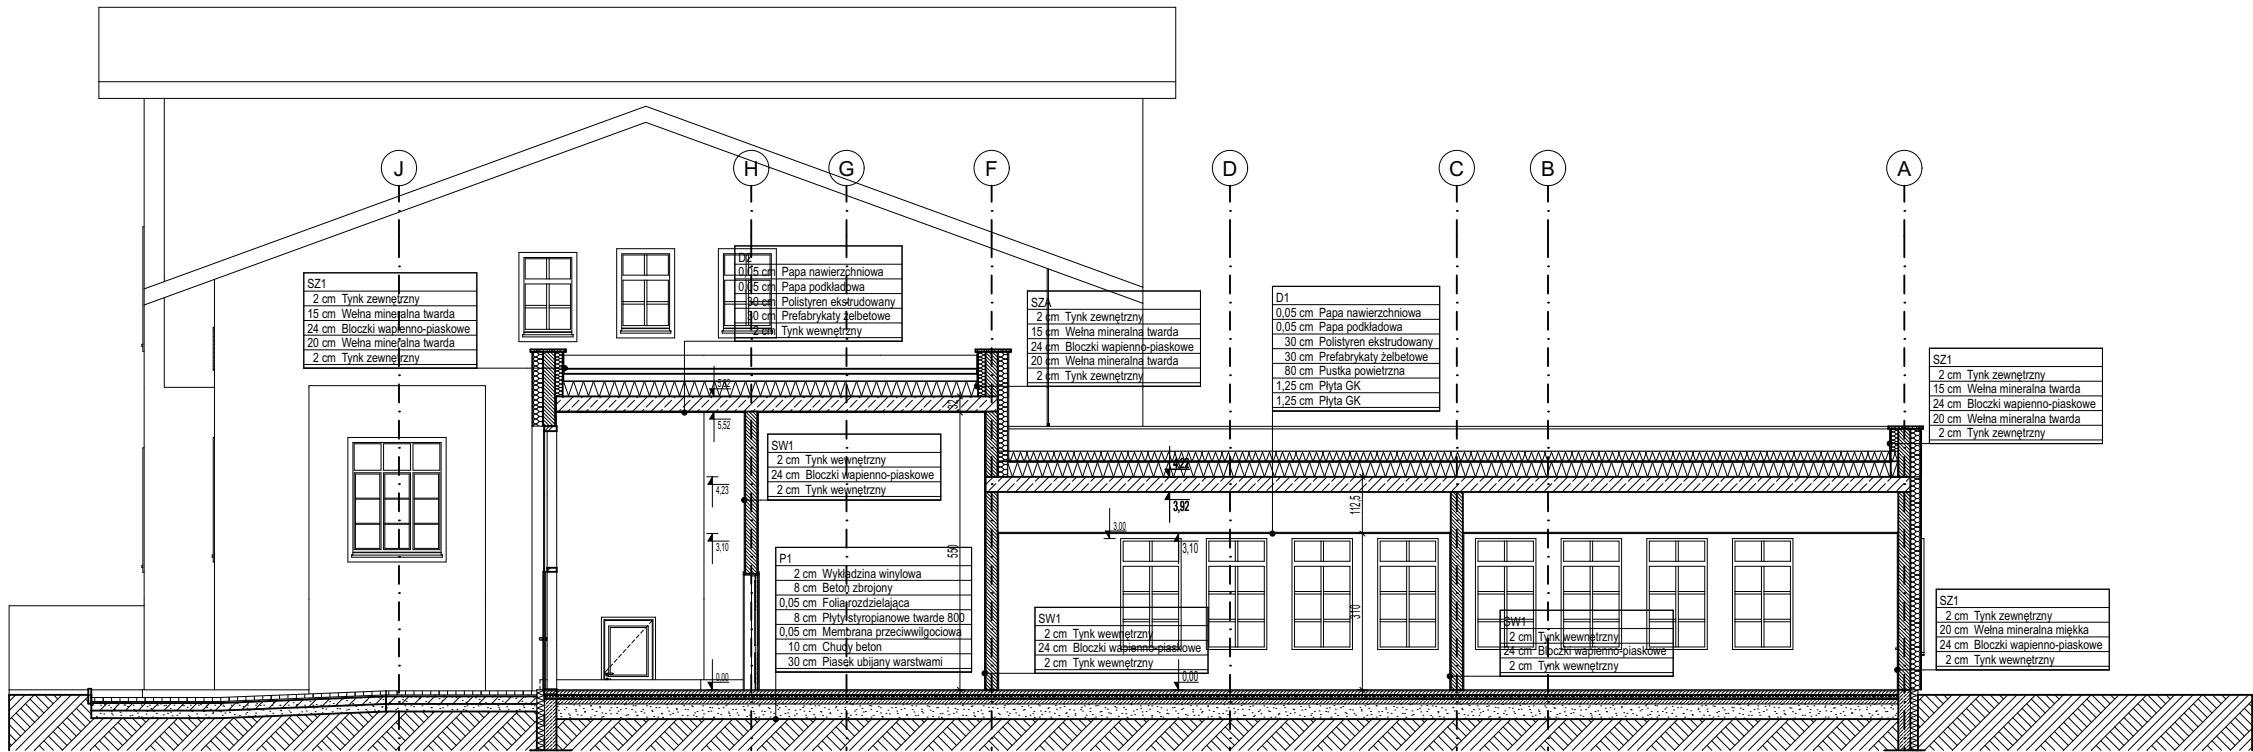 J
H
G
F
D
C
B
A
SZ1
2 cm Tynk zewnętrzny
15 cm Wełna mineralna twarda
24 cm Bloczki wapienno-piaskowe
20 cm Wełna mineralna twarda
2 cm Tynk zewnętrzny
D2
0,05 cm Papa nawierzchniowa
0,05 cm Papa podkładowa
30 cm Polistyren ekstrudowany
30 cm Prefabrykaty żelbetowe
2 cm Tynk wewnętrzny
SZA
2 cm Tynk zewnętrzny
15 cm Wełna mineralna twarda
24 cm Bloczki wapienno-piaskowe
20 cm Wełna mineralna twarda
2 cm Tynk zewnętrzny
D1
0,05 cm Papa nawierzchniowa
0,05 cm Papa podkładowa
30 cm Polistyren ekstrudowany
30 cm Prefabrykaty żelbetowe
80 cm Pustka powietrzna
1,25 cm Płyta GK
1,25 cm Płyta GK
SZ1
2 cm Tynk zewnętrzny
15 cm Wełna mineralna twarda
24 cm Bloczki wapienno-piaskowe
20 cm Wełna mineralna twarda
2 cm Tynk zewnętrzny
5,82
32
5,52
SW1
2 cm Tynk wewnętrzny
24 cm Bloczki wapienno-piaskowe
2 cm Tynk wewnętrzny
4,23
4,22
3,92
112,5
3,10
550
3,00
3,10
P1
2 cm Wykładzina winylowa
8 cm Beton zbrojony
0,05 cm Folia rozdzielająca
8 cm Płyty styropianowe twarde 800
0,05 cm Membrana przeciwwilgociowa
10 cm Chudy beton
30 cm Piasek ubijany warstwami
SW1
2 cm Tynk wewnętrzny
24 cm Bloczki wapienno-piaskowe
2 cm Tynk wewnętrzny
310
SW1
2 cm Tynk wewnętrzny
24 cm Bloczki wapienno-piaskowe
2 cm Tynk wewnętrzny
SZ1
2 cm Tynk zewnętrzny
20 cm Wełna mineralna miękka
24 cm Bloczki wapienno-piaskowe
2 cm Tynk wewnętrzny
0,00
0,00